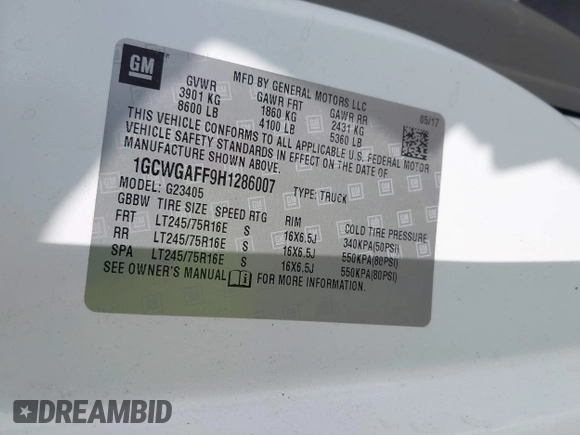 GM
MFD BY GENERAL MOTORS LLC
GVWR GAWR FRT GAWR RR 05/17
3901 KG 1860 KG 2431 KG
8600 LB 4100 LB 5360 LB
THIS VEHICLE CONFORMS TO ALL APPLICABLE U.S. FEDERAL MOTOR
VEHICLE SAFETY STANDARDS IN EFFECT ON THE DATE OF
MANUFACTURE SHOWN ABOVE.
1GCWGAFF9H1286007 TYPE: TRUCK
MODEL: G23405
GBBW TIRE SIZE SPEED RTG RIM COLD TIRE PRESSURE
FRT LT245/75R16E S 16X6.5J 340KPA(50PSI)
RR LT245/75R16E S 16X6.5J 550KPA(80PSI)
SPA LT245/75R16E S 16X6.5J 550KPA(80PSI)
SEE OWNER'S MANUAL FOR MORE INFORMATION.
DREAMBID